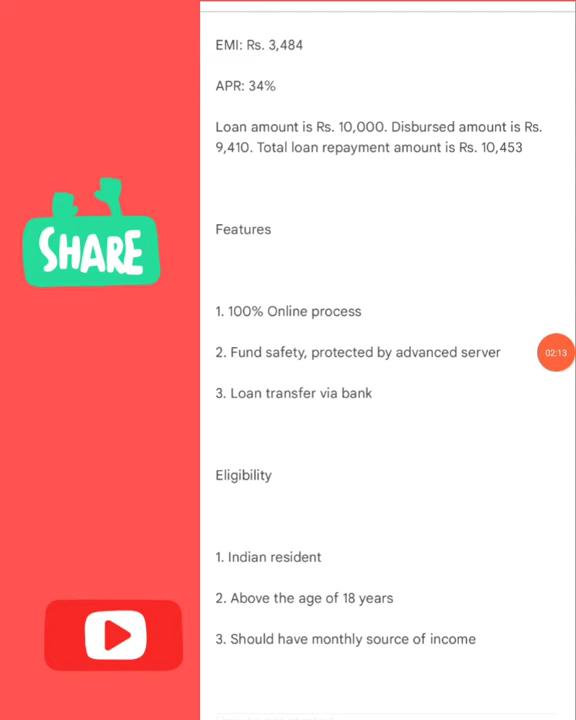 EMI: Rs. 3,484
APR: 34%
Loan amount is Rs. 10,000. Disbursed amount is Rs.
9,410. Total loan repayment amount is Rs. 10,453
SHARE
Features
1. 100% Online process
2. Fund safety, protected by advanced server
02:13
3. Loan transfer via bank
Eligibility
1. Indian resident
2. Above the age of 18 years
3. Should have monthly source of income